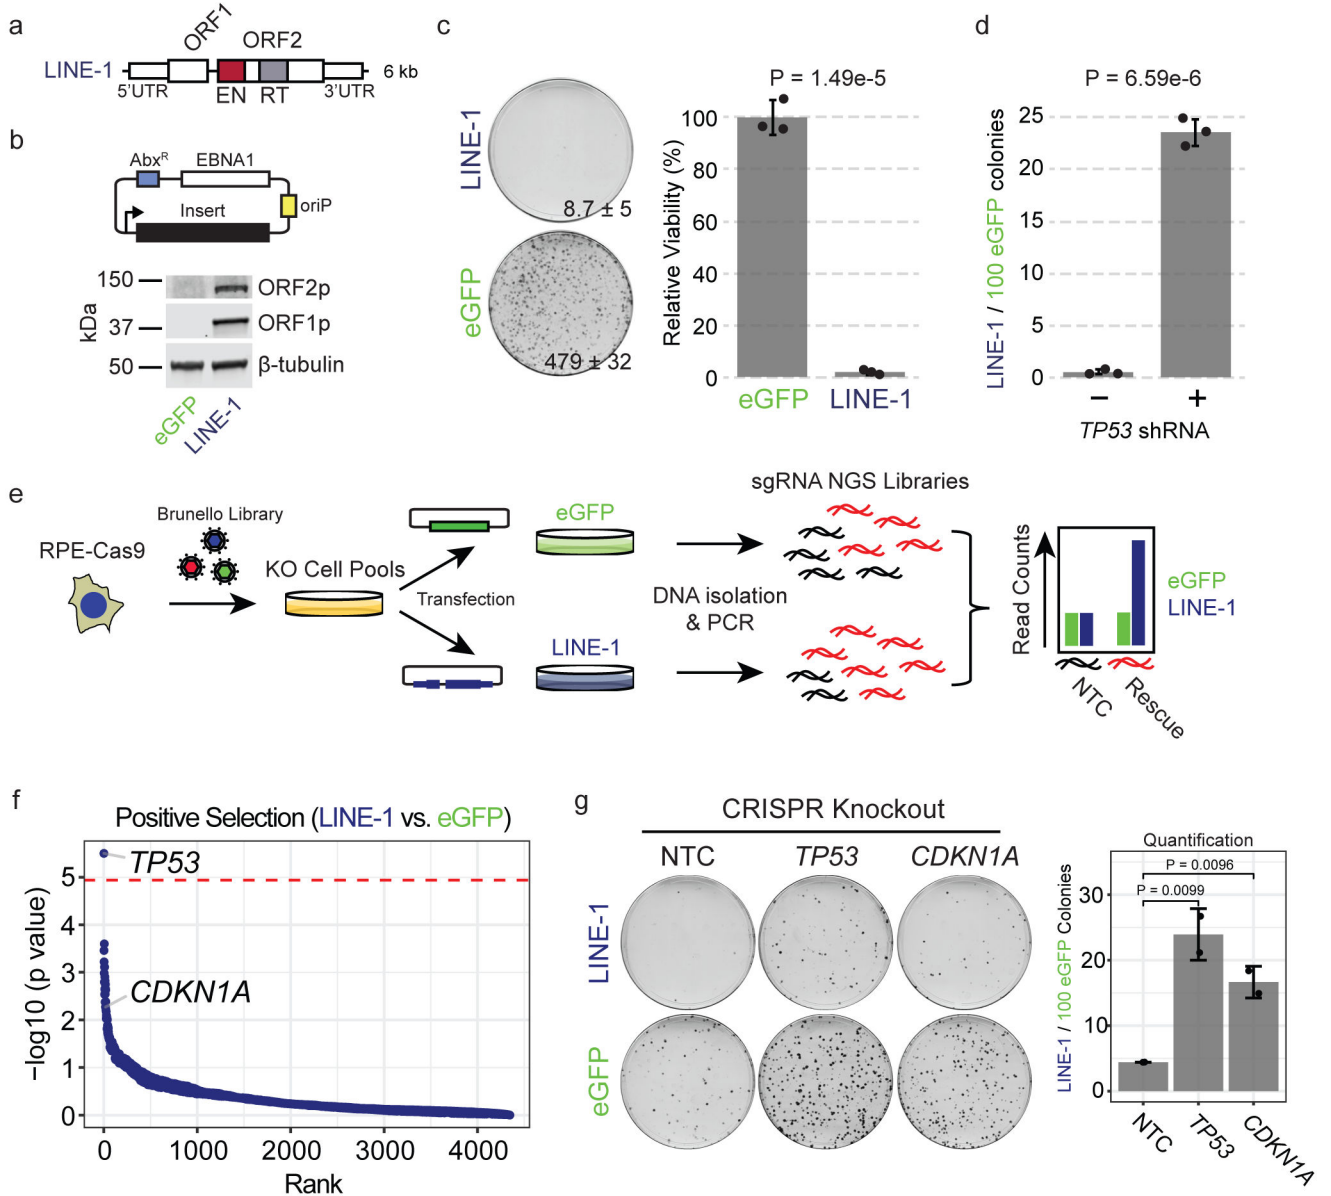 a
ORF1
ORF2
LINE-1
6 kb
5'UTR
EN
RT
3'UTR
b
Abxᴿ
EBNA1
oriP
Insert
kDa
150
ORF2p
37
ORF1p
50
β-tubulin
eGFP
LINE-1
c
LINE-1
8.7 ± 5
eGFP
479 ± 32
P = 1.49e-5
Relative Viability (%)
100
80
60
40
20
0
eGFP
LINE-1
d
P = 6.59e-6
LINE-1 / 100 eGFP colonies
25
20
15
10
5
0
− +
TP53 shRNA
e
RPE-Cas9
Brunello Library
KO Cell Pools
Transfection
eGFP
LINE-1
DNA isolation
& PCR
sgRNA NGS Libraries
Read Counts
eGFP
LINE-1
NTC
Rescue
f
Positive Selection (LINE-1 vs. eGFP)
−log10 (p value)
5
4
3
2
1
0
TP53
CDKN1A
0 1000 2000 3000 4000
Rank
g
CRISPR Knockout
NTC TP53 CDKN1A
LINE-1
eGFP
Quantification
P = 0.0096
P = 0.0099
LINE-1 / 100 eGFP Colonies
30
20
10
0
NTC
TP53
CDKN1A